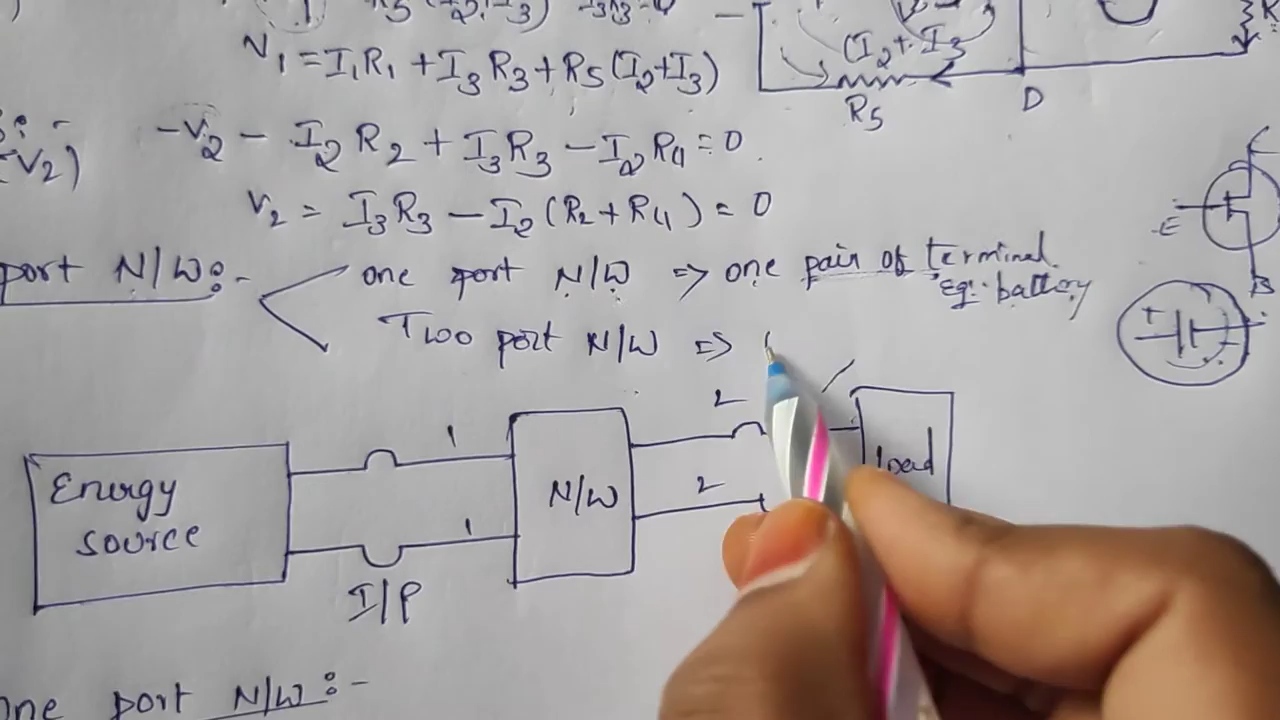 V1 = I1R1 + I3R3 + R5 (I2+I3)
(I2 + I3
R5
D
-V2 - I2R2 + I3R3 - I2R4 = 0
(-V2)
V2 = I3R3 - I2 (R2 + R4) = 0
E
B
port N/W:-
one port N/W => one pair of terminal
Eg:- battery
Two port N/W =>
+
-
2
1
Energy
source
N/W
load
2
1
I/P
One port N/W :-